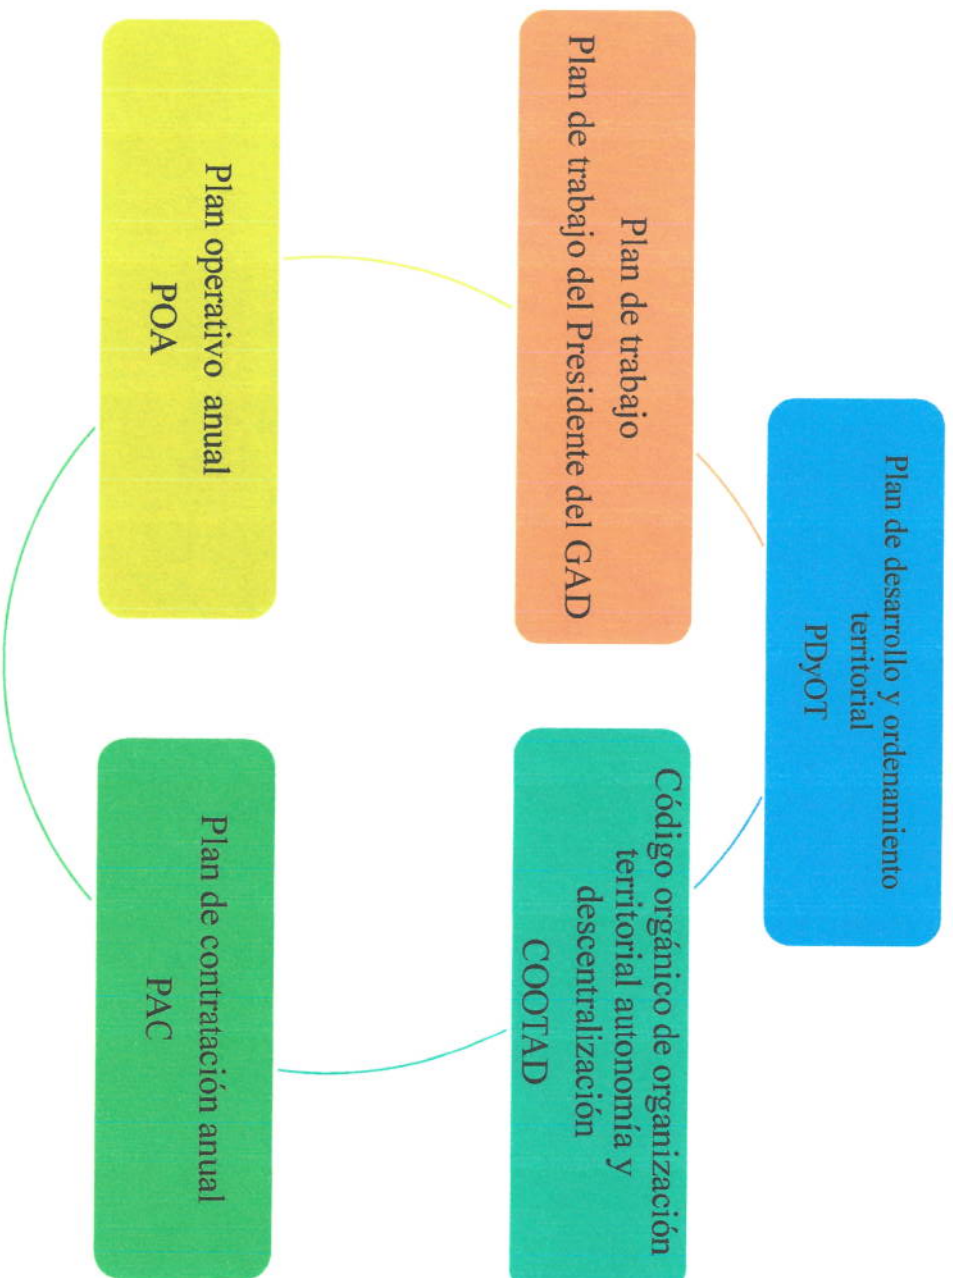 Plan de desarrollo y ordenamiento
territorial
PDyOT
Plan de trabajo
Plan de trabajo del Presidente del GAD
Código orgánico de organización
territorial autonomía y
descentralización
COOTAD
Plan operativo anual
POA
Plan de contratación anual
PAC